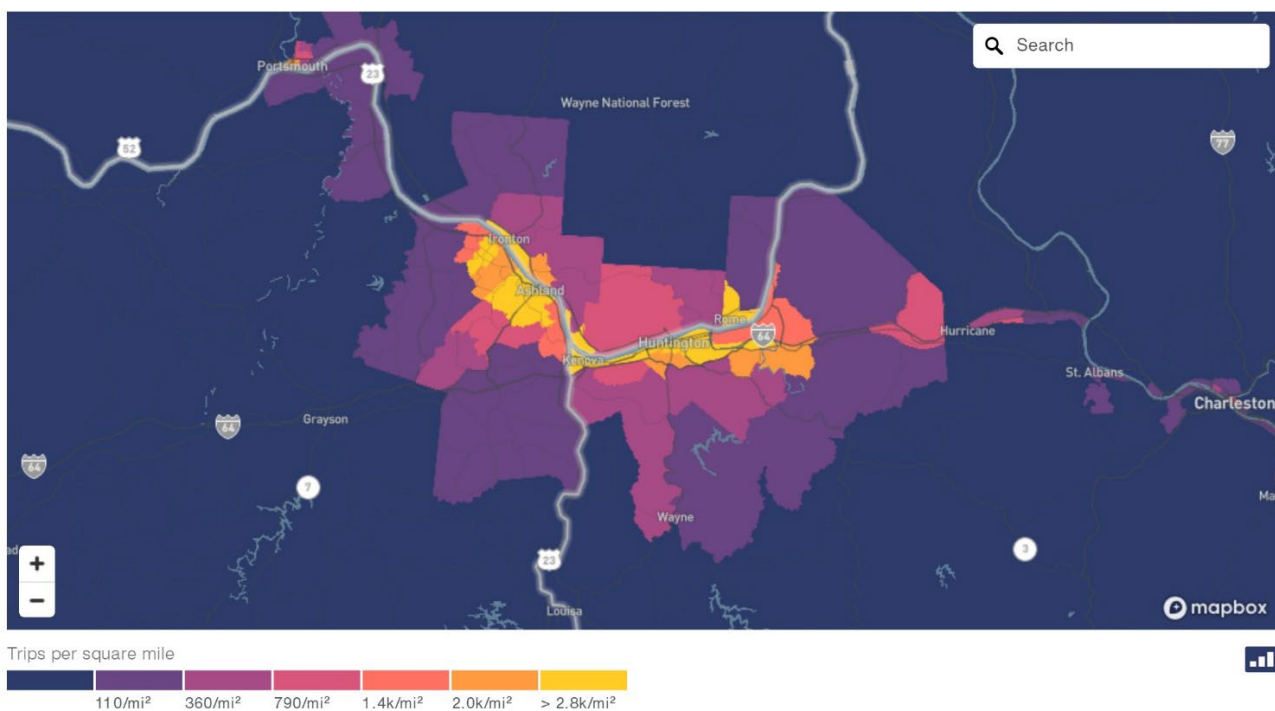 Search
Portsmouth
23
Wayne National Forest
52
77
Ironton
Ashland
Rome
64
Huntington
Hurricane
Kenova
St. Albans
Charleston
Grayson
64
64
7
Wayne
Ma
ad
3
+
23
−
Louisa
mapbox
Trips per square mile
110/mi² 360/mi² 790/mi² 1.4k/mi² 2.0k/mi² > 2.8k/mi²